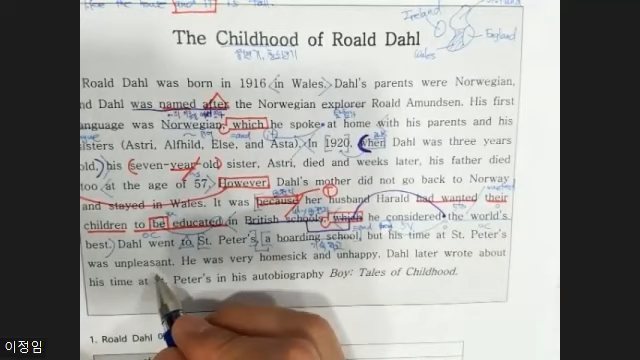 Ireland
England
Wales
The Childhood of Roald Dahl
Roald Dahl was born in 1916 in Wales. Dahl's parents were Norwegian,
nd Dahl was named after the Norwegian explorer Roald Amundsen. His first
anguage was Norwegian, which he spoke at home with his parents and his
isters (Astri, Alfhild, Else, and Asta). In 1920, when Dahl was three years
old, his seven-year-old sister, Astri, died and weeks later, his father died
too at the age of 57. However, Dahl's mother did not go back to Norway
and stayed in Wales. It was because her husband Harald had wanted their
children to be educated in British schools, which he considered the world's
best. Dahl went to St. Peter's, a boarding school, but his time at St. Peter's
was unpleasant. He was very homesick and unhappy. Dahl later wrote about
his time at Peter's in his autobiography Boy: Tales of Childhood.
1. Roald Dahl
이정임